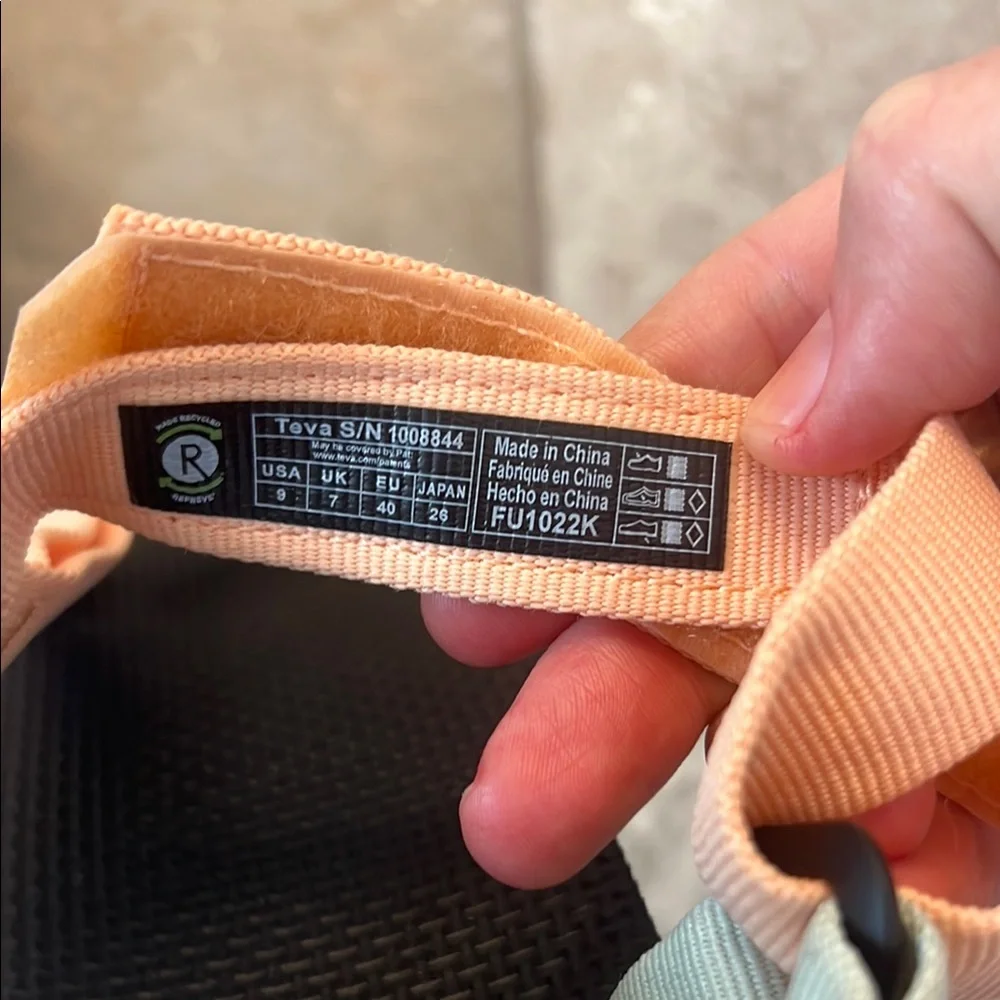 MADE RECYCLED
R
REPREVE®
Teva S/N 1008844
May be covered by Pat:
www.teva.com/patents
USA UK EU JAPAN
9 7 40 26
Made in China
Fabriqué en Chine
Hecho en China
FU1022K